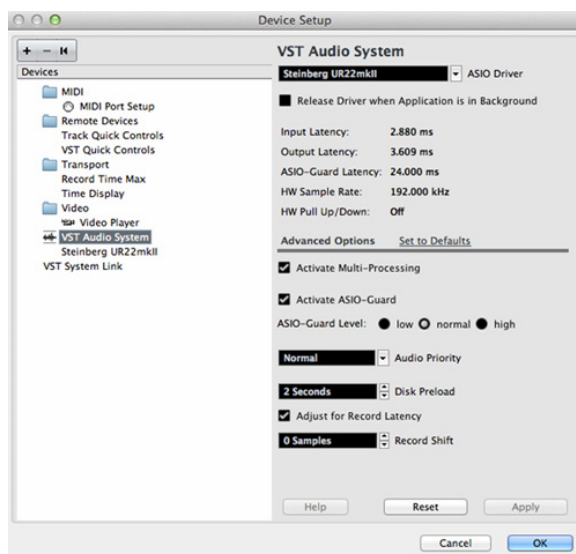 Device Setup
+ -
Devices
MIDI
MIDI Port Setup
Remote Devices
Track Quick Controls
VST Quick Controls
Transport
Record Time Max
Time Display
Video
Video Player
VST Audio System
Steinberg UR22mkII
VST System Link
VST Audio System
Steinberg UR22mkII ASIO Driver
Release Driver when Application is in Background
Input Latency: 2.880 ms
Output Latency: 3.609 ms
ASIO-Guard Latency: 24.000 ms
HW Sample Rate: 192.000 kHz
HW Pull Up/Down: Off
Advanced Options Set to Defaults
Activate Multi-Processing
Activate ASIO-Guard
ASIO-Guard Level: low normal high
Normal Audio Priority
2 Seconds Disk Preload
Adjust for Record Latency
0 Samples Record Shift
Help Reset Apply
Cancel OK